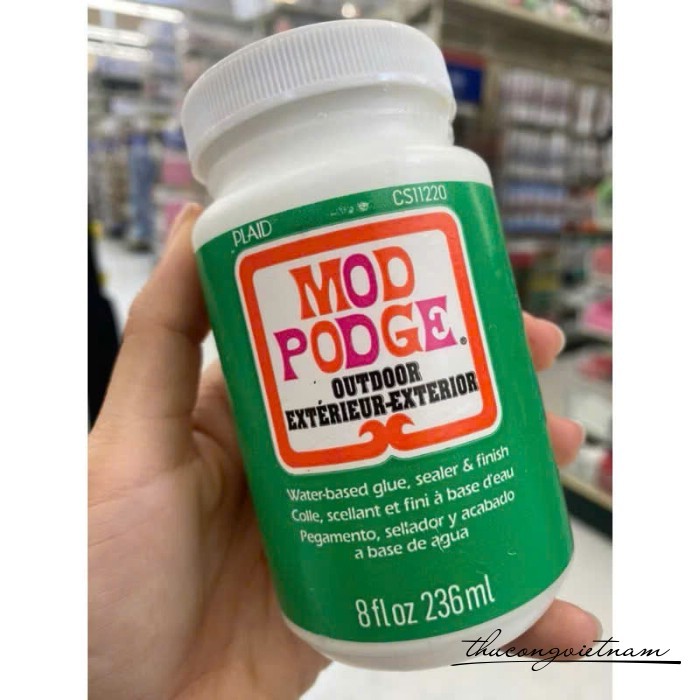 PLAID
CS11220
MOD
PODGE®
OUTDOOR
EXTÉRIEUR-EXTERIOR
Water-based glue, sealer & finish
Colle, scellant et fini à base d'eau
Pegamento, sellador y acabado
a base de agua
8 fl oz 236 ml
thucongvietnam